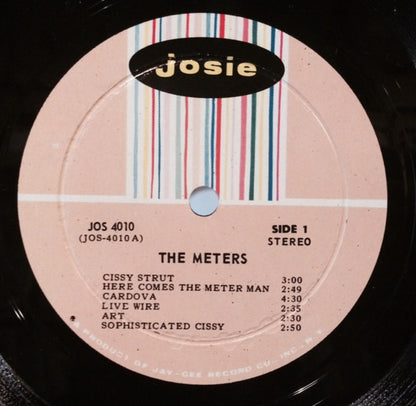 josie
JOS 4010
(JOS-4010A)
SIDE 1
STEREO
THE METERS
CISSY STRUT 3:00
HERE COMES THE METER MAN 2:49
CARDOVA 4:30
LIVE WIRE 2:35
ART 2:30
SOPHISTICATED CISSY 2:50
A PRODUCT OF JAY-GEE RECORD CO., INC., N. Y.